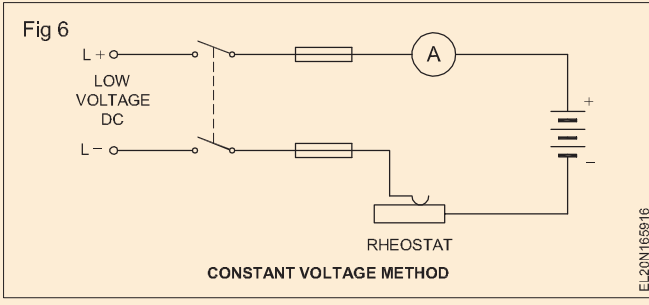 Fig 6
L +
LOW
VOLTAGE
DC
L –
A
+
–
RHEOSTAT
CONSTANT VOLTAGE METHOD
EL20N165916